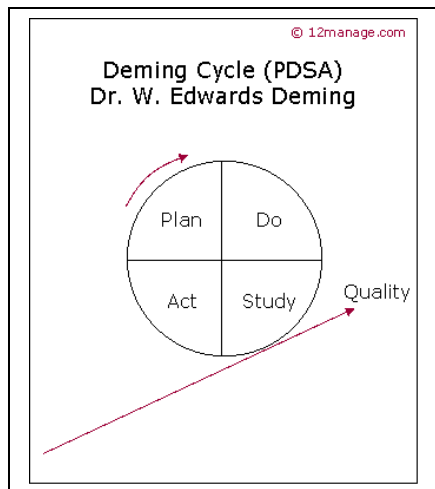 © 12manage.com
Deming Cycle (PDSA)
Dr. W. Edwards Deming
Plan
Do
Act
Study
Quality